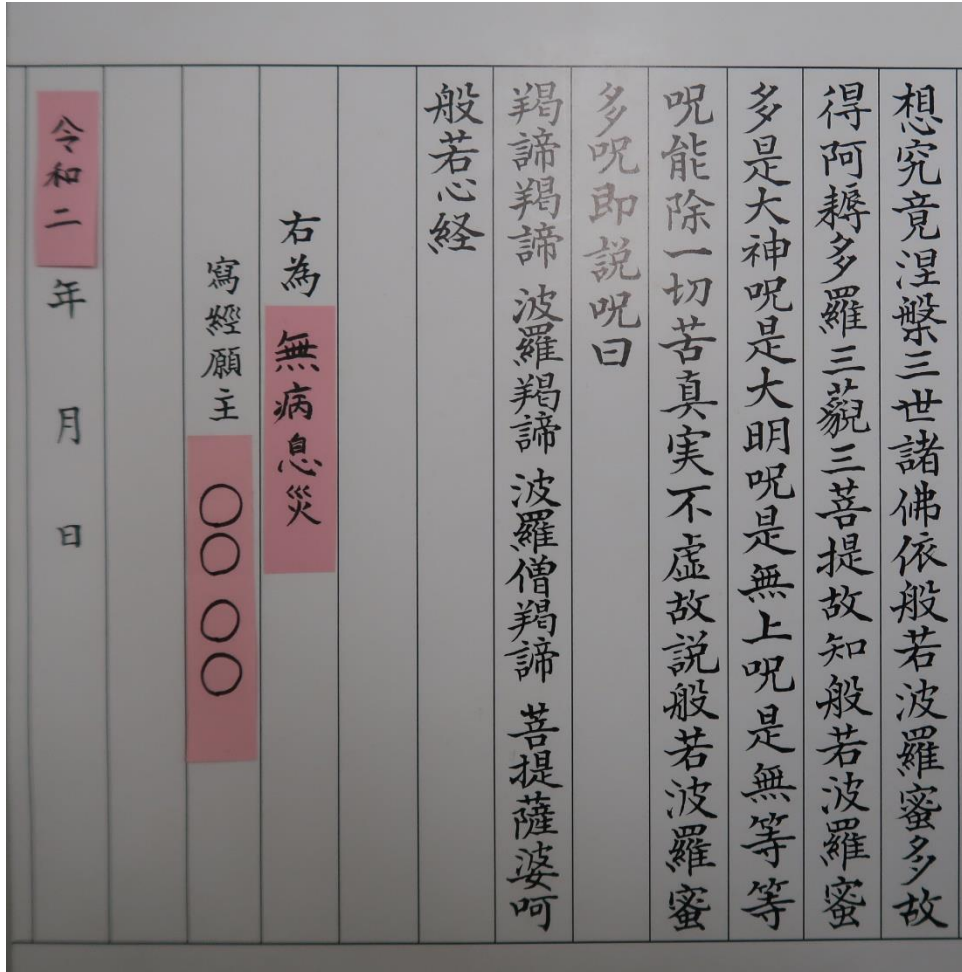 想究竟涅槃三世諸佛依般若波羅蜜多故
得阿耨多羅三藐三菩提故知般若波羅蜜
多是大神呪是大明呪是無上呪是無等等
呪能除一切苦真実不虚故説般若波羅蜜
多呪即説呪曰
羯諦羯諦 波羅羯諦 波羅僧羯諦 菩提薩婆呵
般若心経
右為 無病息災
寫經願主 〇〇 〇〇
令和二年 月 日